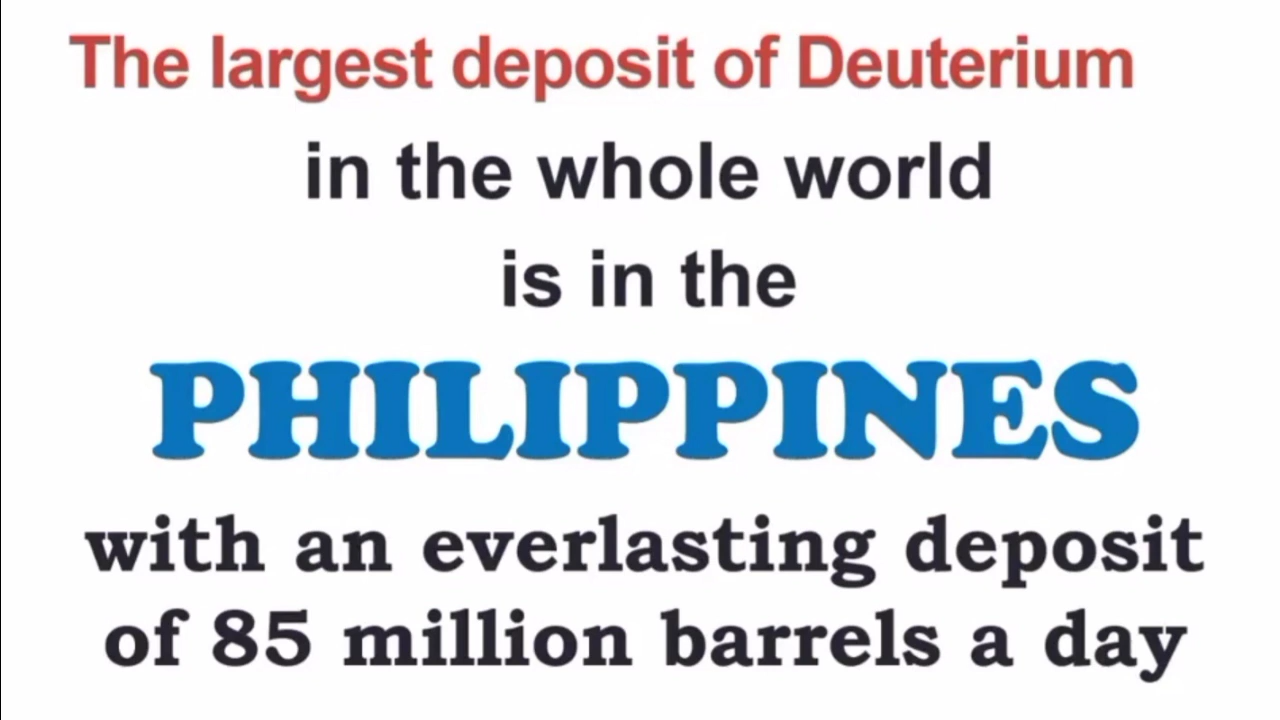 The largest deposit of Deuterium
in the whole world
is in the
PHILIPPINES
with an everlasting deposit
of 85 million barrels a day